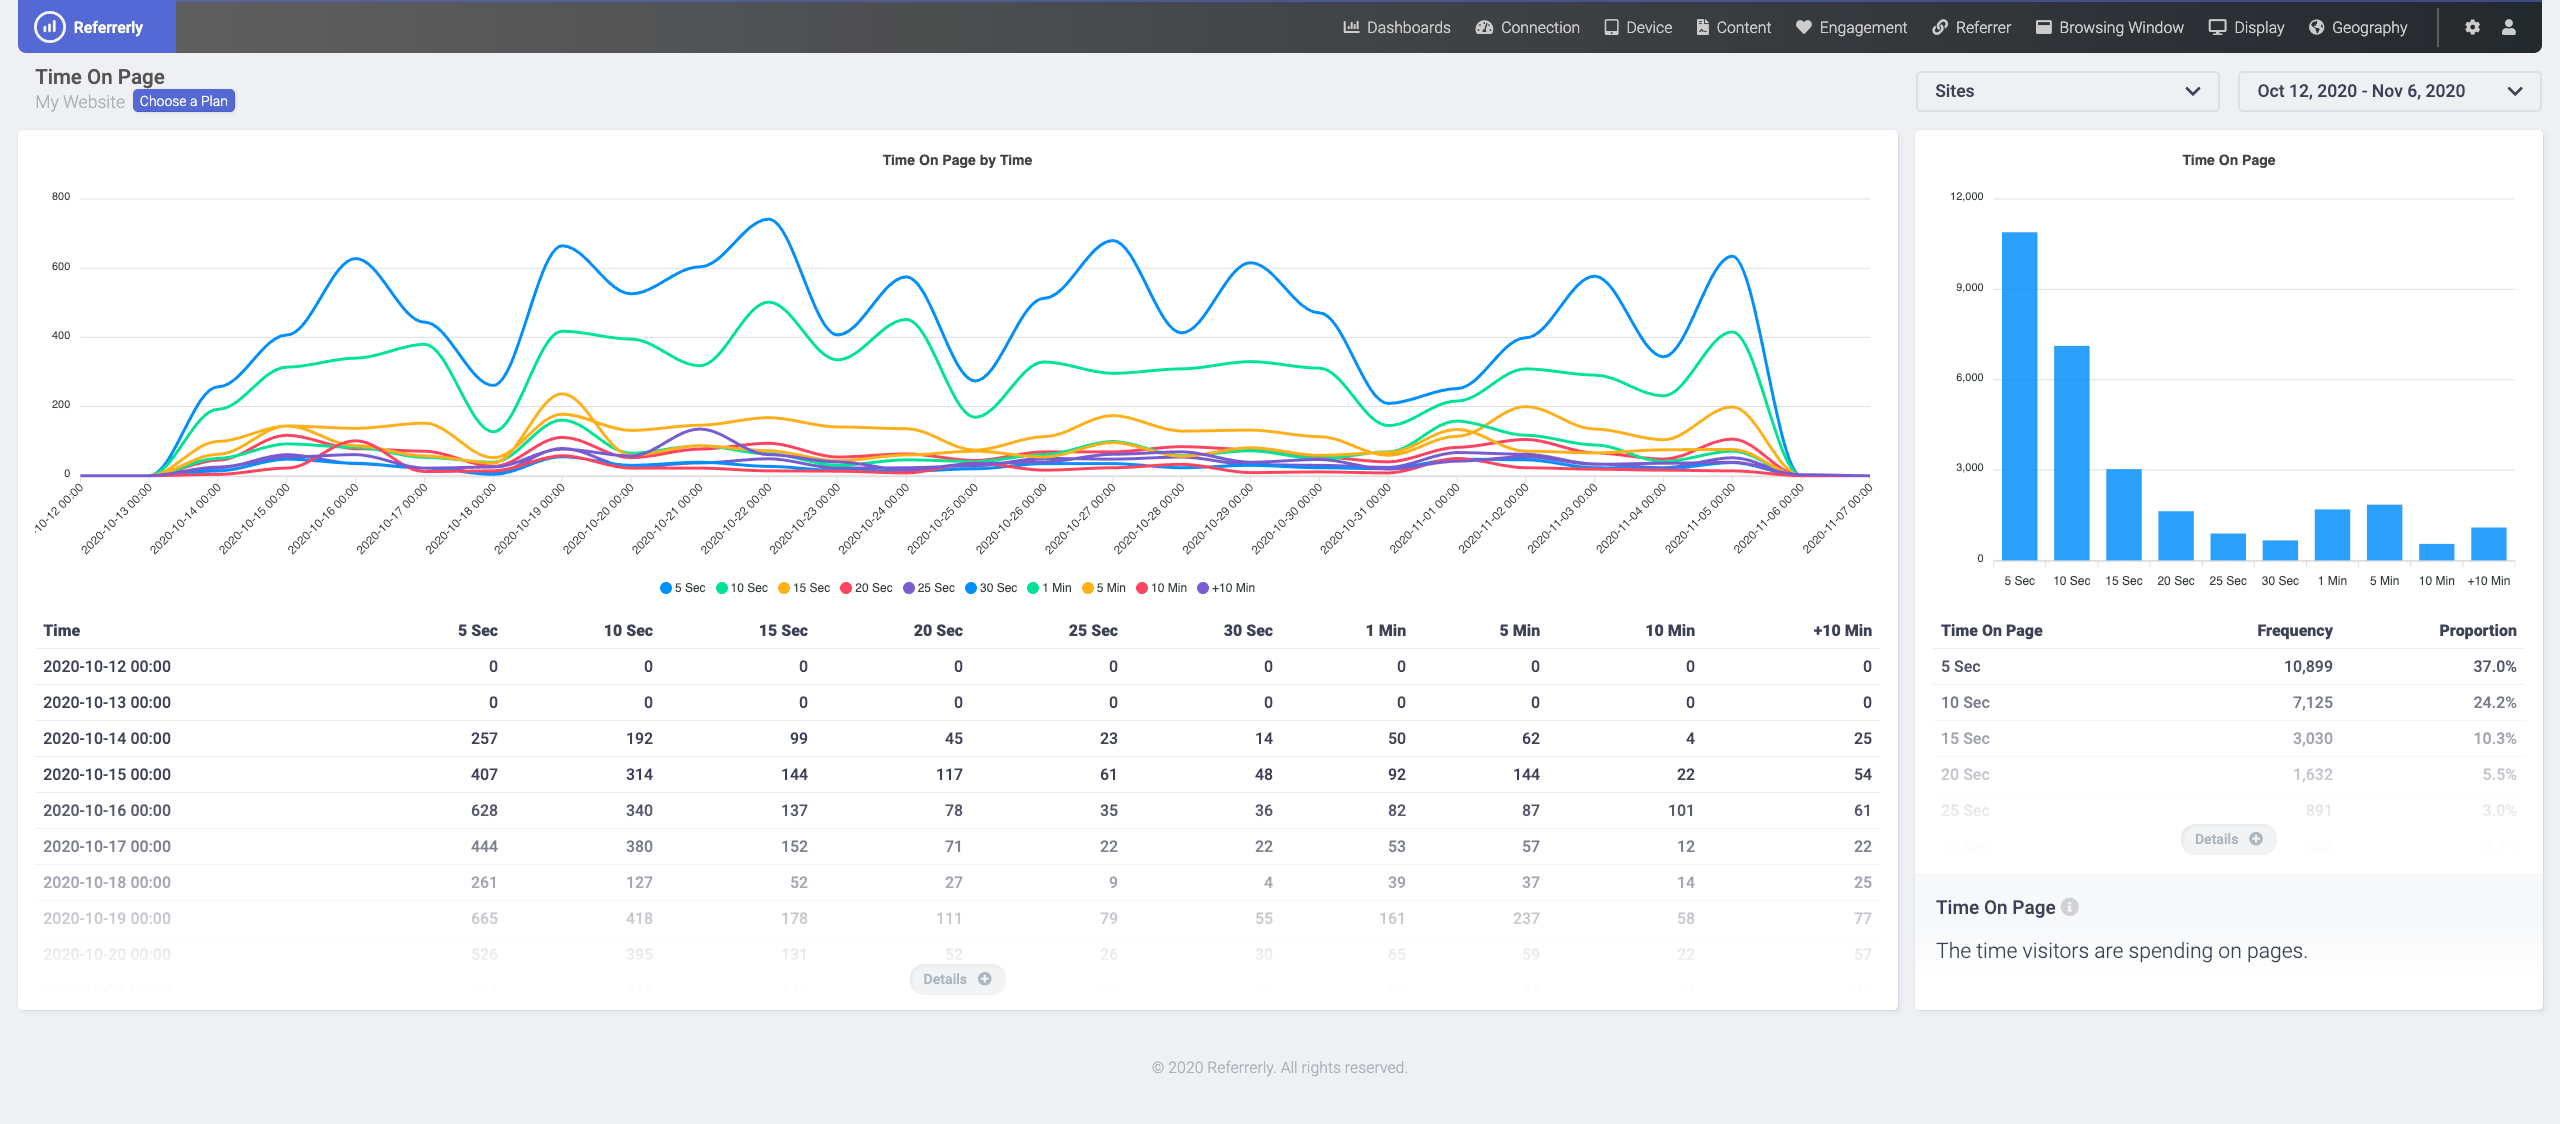 Referrerly Dashboards Connection Device Content Engagement Referrer Browsing Window Display Geography
Time On Page
My Website Choose a Plan
Sites
Oct 12, 2020 - Nov 6, 2020
Time On Page by Time
800
600
400
200
0
-10-12 00:00 2020-10-13 00:00 2020-10-14 00:00 2020-10-15 00:00 2020-10-16 00:00 2020-10-17 00:00 2020-10-18 00:00 2020-10-19 00:00 2020-10-20 00:00 2020-10-21 00:00 2020-10-22 00:00 2020-10-23 00:00 2020-10-24 00:00 2020-10-25 00:00 2020-10-26 00:00 2020-10-27 00:00 2020-10-28 00:00 2020-10-29 00:00 2020-10-30 00:00 2020-10-31 00:00 2020-11-01 00:00 2020-11-02 00:00 2020-11-03 00:00 2020-11-04 00:00 2020-11-05 00:00 2020-11-06 00:00 2020-11-07 00:00
5 Sec 10 Sec 15 Sec 20 Sec 25 Sec 30 Sec 1 Min 5 Min 10 Min +10 Min
Time 5 Sec 10 Sec 15 Sec 20 Sec 25 Sec 30 Sec 1 Min 5 Min 10 Min +10 Min
2020-10-12 00:00 0 0 0 0 0 0 0 0 0 0
2020-10-13 00:00 0 0 0 0 0 0 0 0 0 0
2020-10-14 00:00 257 192 99 45 23 14 50 62 4 25
2020-10-15 00:00 407 314 144 117 61 48 92 144 22 54
2020-10-16 00:00 628 340 137 78 35 36 82 87 101 61
2020-10-17 00:00 444 380 152 71 22 22 53 57 12 22
2020-10-18 00:00 261 127 52 27 9 4 39 37 14 25
2020-10-19 00:00 665 418 178 111 79 55 161 237 58 77
2020-10-20 00:00 526 395 131 52 26 30 65 59 22 57
Details
Time On Page
12,000
9,000
6,000
3,000
0
5 Sec 10 Sec 15 Sec 20 Sec 25 Sec 30 Sec 1 Min 5 Min 10 Min +10 Min
Time On Page Frequency Proportion
5 Sec 10,899 37.0%
10 Sec 7,125 24.2%
15 Sec 3,030 10.3%
20 Sec 1,632 5.5%
25 Sec 891 3.0%
Details
Time On Page
The time visitors are spending on pages.
© 2020 Referrerly. All rights reserved.